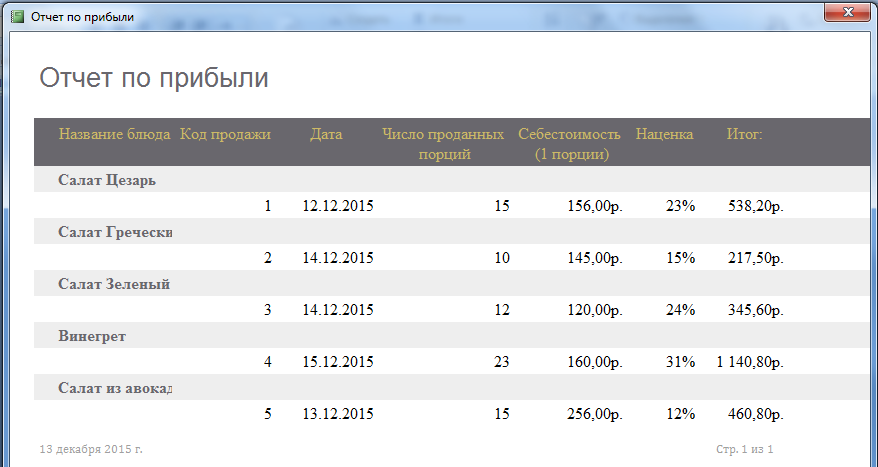 Отчет по прибыли
Отчет по прибыли
Название блюда Код продажи Дата Число проданных порций Себестоимость (1 порции) Наценка Итог:
Салат Цезарь
1 12.12.2015 15 156,00р. 23% 538,20р.
Салат Гречески
2 14.12.2015 10 145,00р. 15% 217,50р.
Салат Зеленый
3 14.12.2015 12 120,00р. 24% 345,60р.
Винегрет
4 15.12.2015 23 160,00р. 31% 1 140,80р.
Салат из авокад
5 13.12.2015 15 256,00р. 12% 460,80р.
13 декабря 2015 г. Стр. 1 из 1